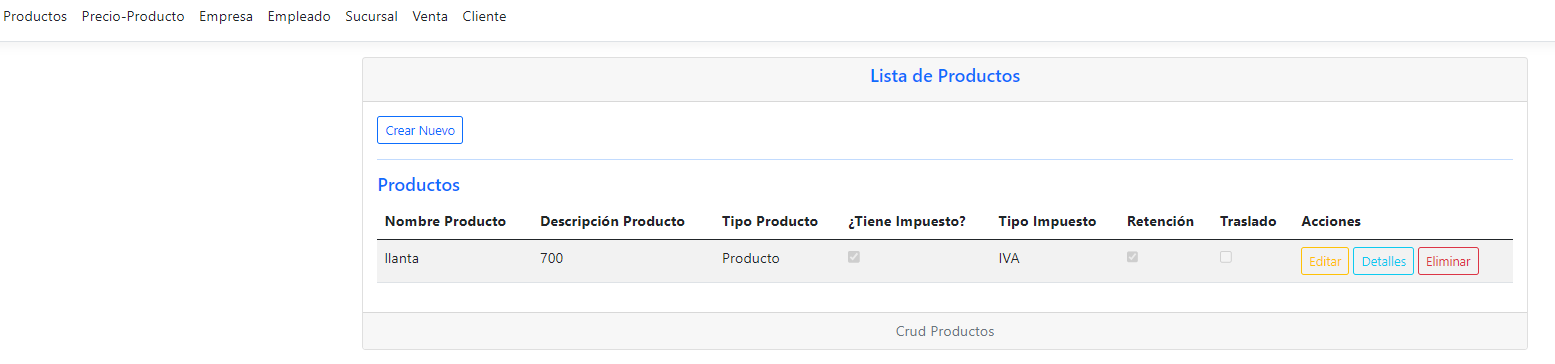 Productos Precio-Producto Empresa Empleado Sucursal Venta Cliente
Lista de Productos
Crear Nuevo
Productos
Nombre Producto Descripción Producto Tipo Producto ¿Tiene Impuesto? Tipo Impuesto Retención Traslado Acciones
llanta 700 Producto IVA Editar Detalles Eliminar
Crud Productos